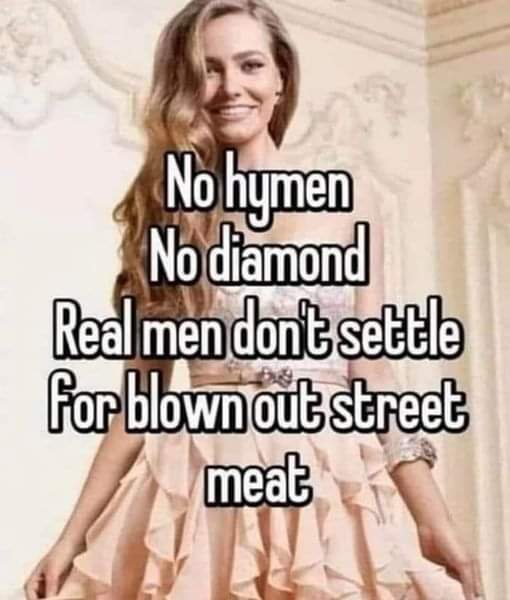 No hymen
No diamond
Real men don't settle
for blown out street
meat